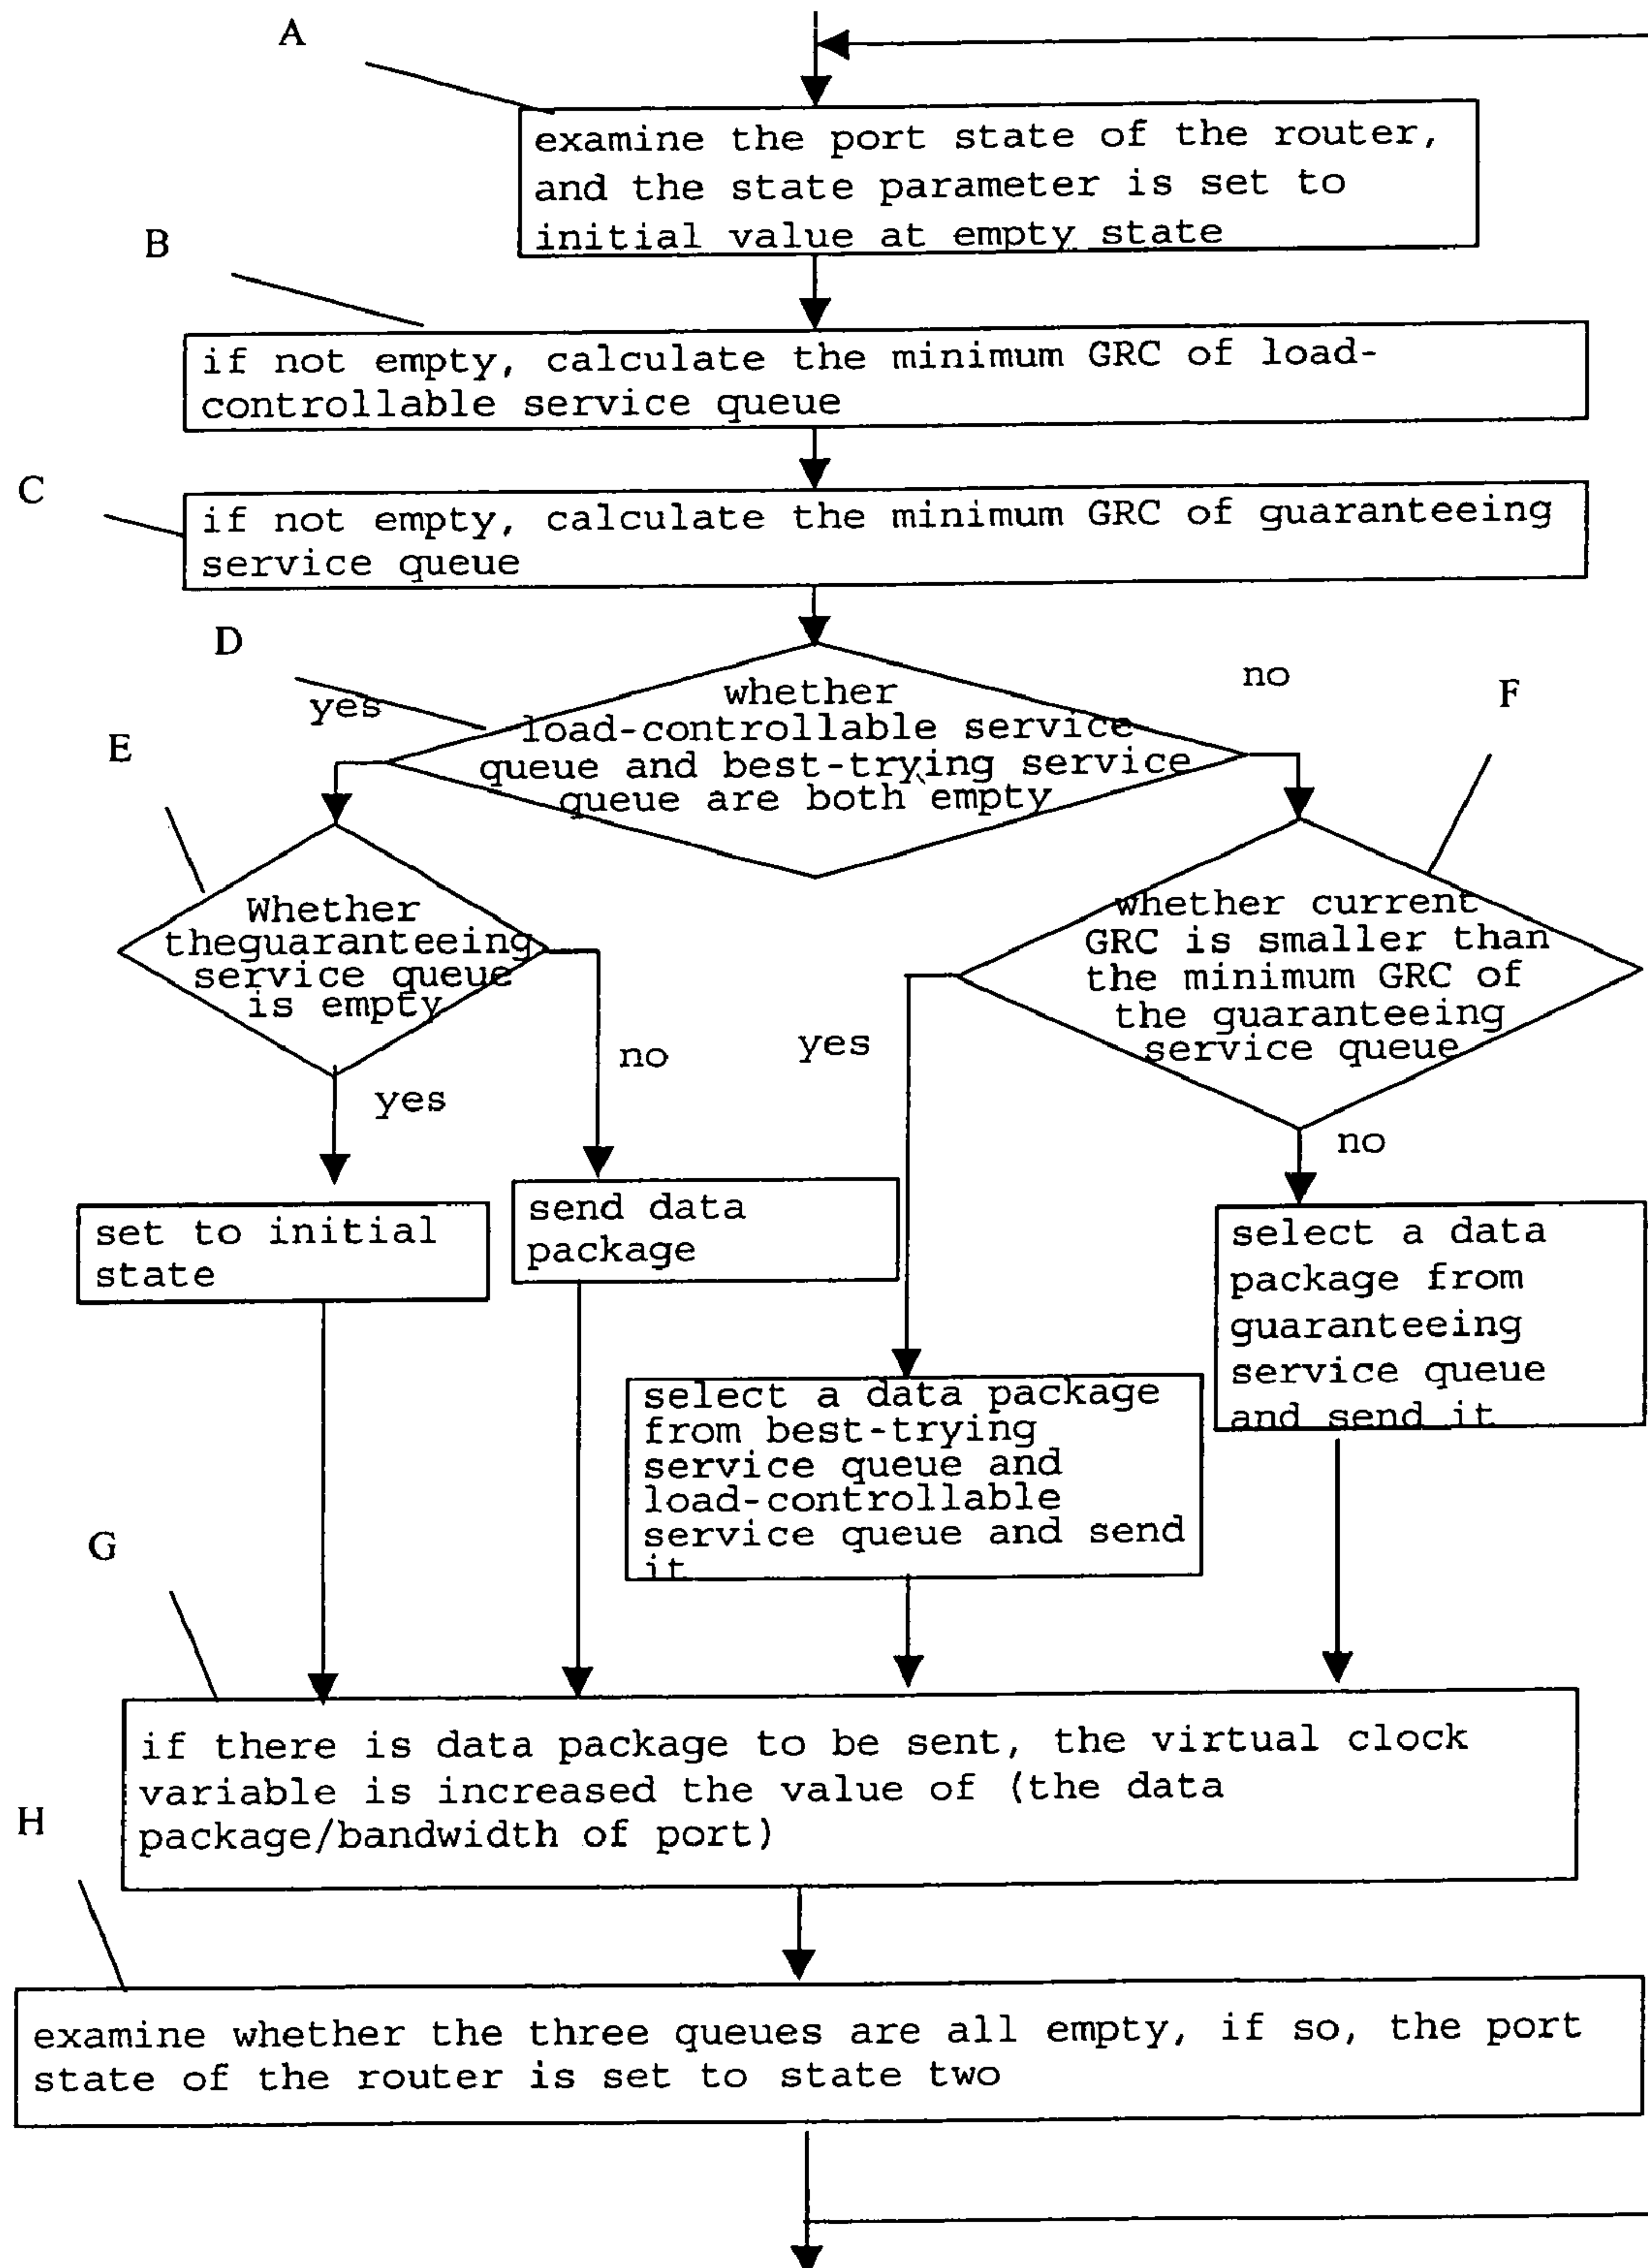 A
examine the port state of the router,
and the state parameter is set to
initial value at empty state
B
if not empty, calculate the minimum GRC of load-
controllable service queue
C
if not empty, calculate the minimum GRC of guaranteeing
service queue
D
yes
whether
load-controllable service
queue and best-trying service
queue are both empty
no
F
E
Whether
theguaranteeing
service queue
is empty
whether current
GRC is smaller than
the minimum GRC of
the guaranteeing
service queue
no
yes
yes
no
set to initial
state
send data
package
select a data
package from
guaranteeing
service queue
and send it
select a data package
from best-trying
service queue and
load-controllable
service queue and send
it
G
if there is data package to be sent, the virtual clock
variable is increased the value of (the data
package/bandwidth of port)
H
examine whether the three queues are all empty, if so, the port
state of the router is set to state two